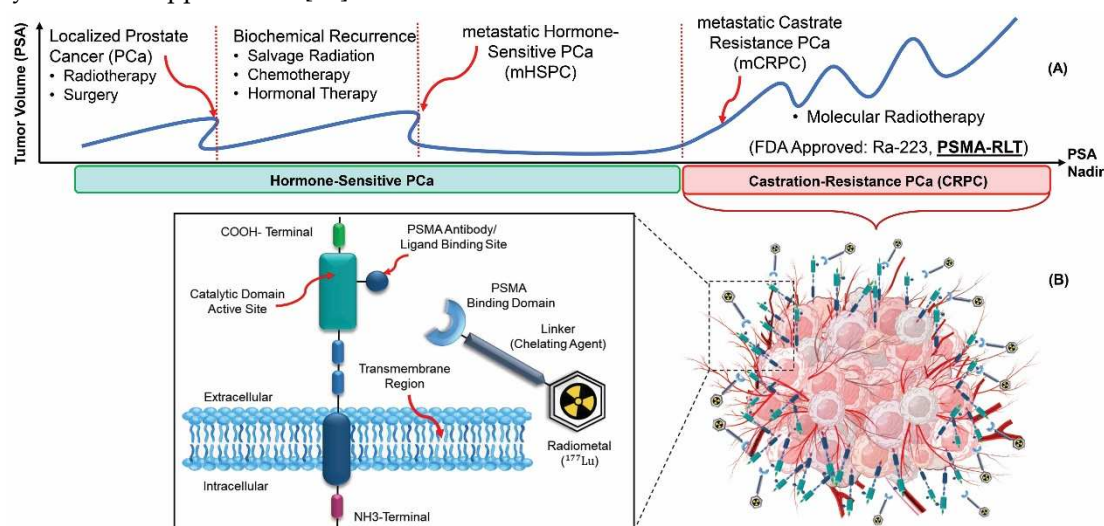 Tumor Volume (PSA)
Localized Prostate
Cancer (PCa)
• Radiotherapy
• Surgery
Biochemical Recurrence
• Salvage Radiation
• Chemotherapy
• Hormonal Therapy
metastatic Hormone-
Sensitive PCa
(mHSPC)
metastatic Castrate
Resistance PCa
(mCRPC)
(A)
• Molecular Radiotherapy
(FDA Approved: Ra-223, PSMA-RLT)
PSA
Nadir
Hormone-Sensitive PCa
Castration-Resistance PCa (CRPC)
COOH- Terminal
PSMA Antibody/
Ligand Binding Site
Catalytic Domain
Active Site
PSMA
Binding Domain
Linker
(Chelating Agent)
Transmembrane
Region
Extracellular
Intracellular
Radiometal
(¹⁷⁷Lu)
NH3-Terminal
(B)